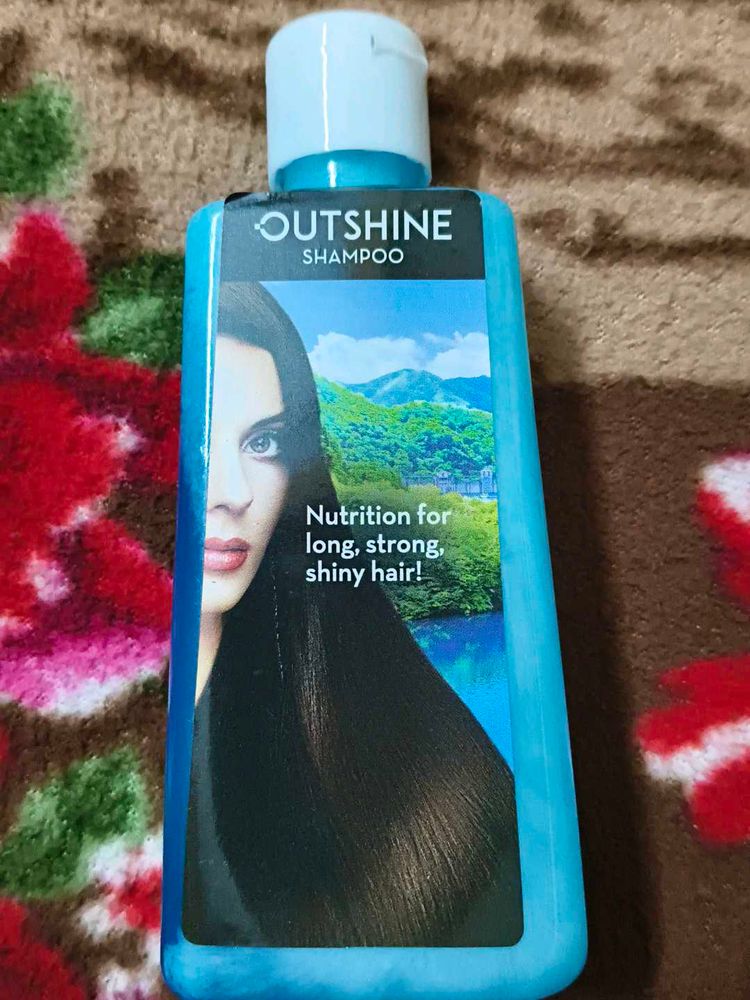 OUTSHINE
SHAMPOO
Nutrition for
long, strong,
shiny hair!